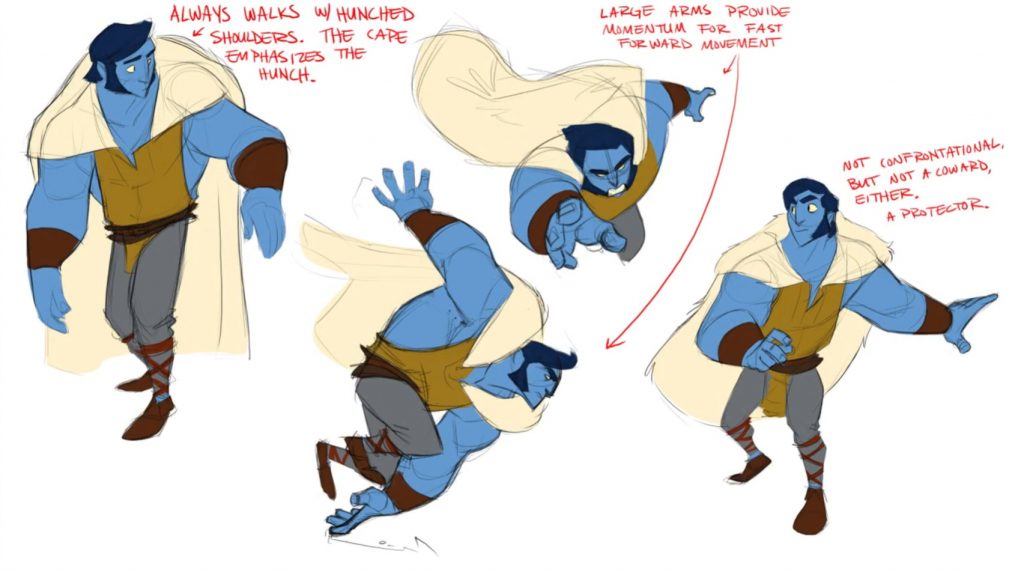 ALWAYS WALKS W/ HUNCHED
SHOULDERS. THE CAPE
EMPHASIZES THE
HUNCH.
LARGE ARMS PROVIDE
MOMENTUM FOR FAST
FORWARD MOVEMENT
NOT CONFRONTATIONAL,
BUT NOT A COWARD,
EITHER.
A PROTECTOR.